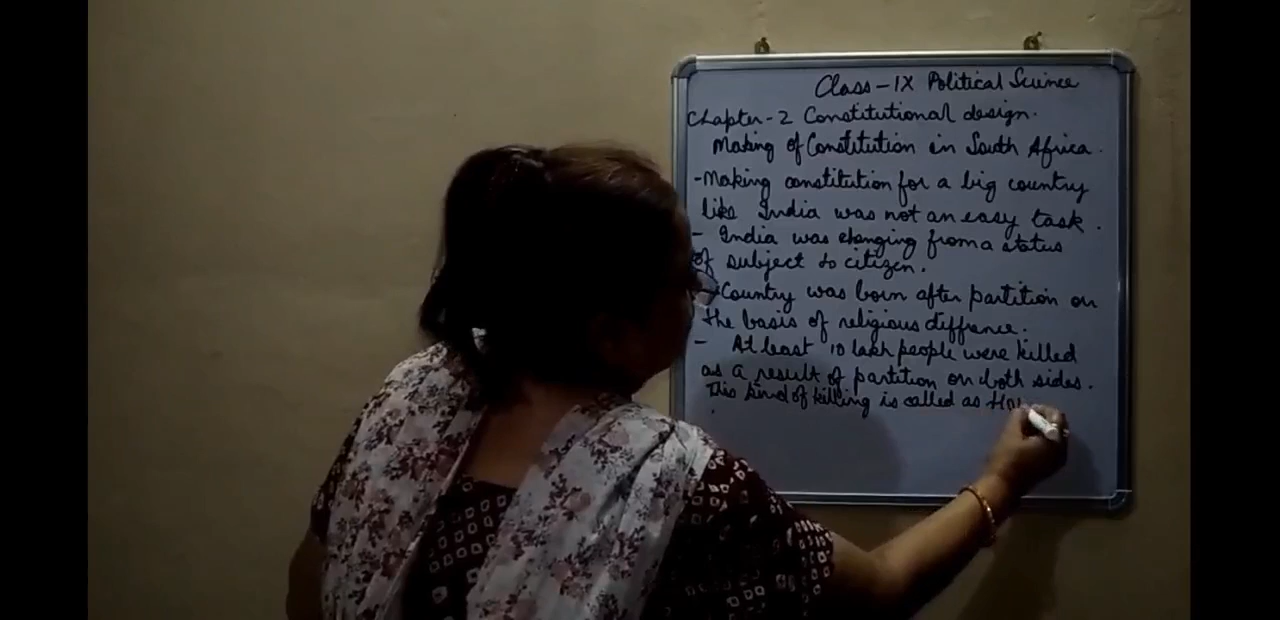 Class - IX Political Science
Chapter - 2 Constitutional design.
Making of Constitution in South Africa.
- Making constitution for a big country
like India was not an easy task.
- India was changing from a status
of subject to citizen.
- Country was born after partition on
the basis of religious diffrence.
- At least 10 lakh people were killed
as a result of partition on both sides.
This kind of killing is called as